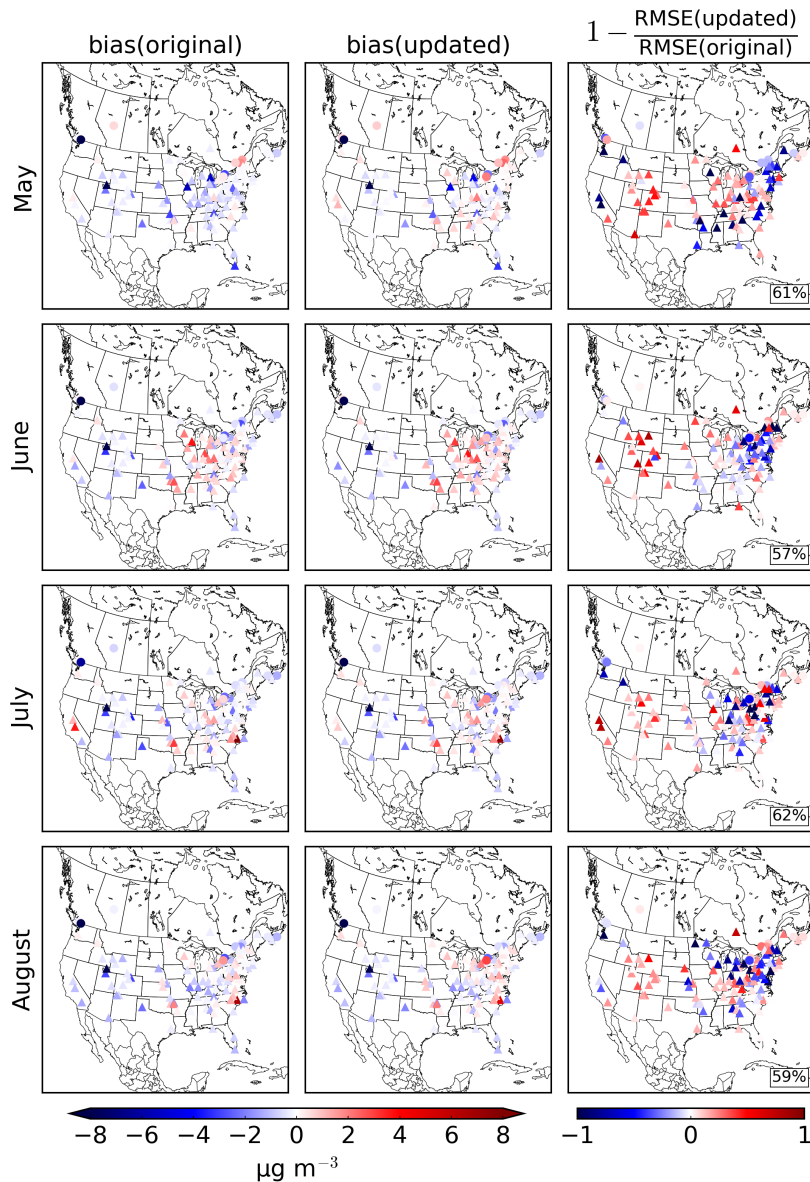 bias(original) bias(updated) 1 − RMSE(updated)/RMSE(original)
May
61%
June
57%
July
62%
August
59%
−8 −6 −4 −2 0 2 4 6 8 −1 0 1
μg m⁻³